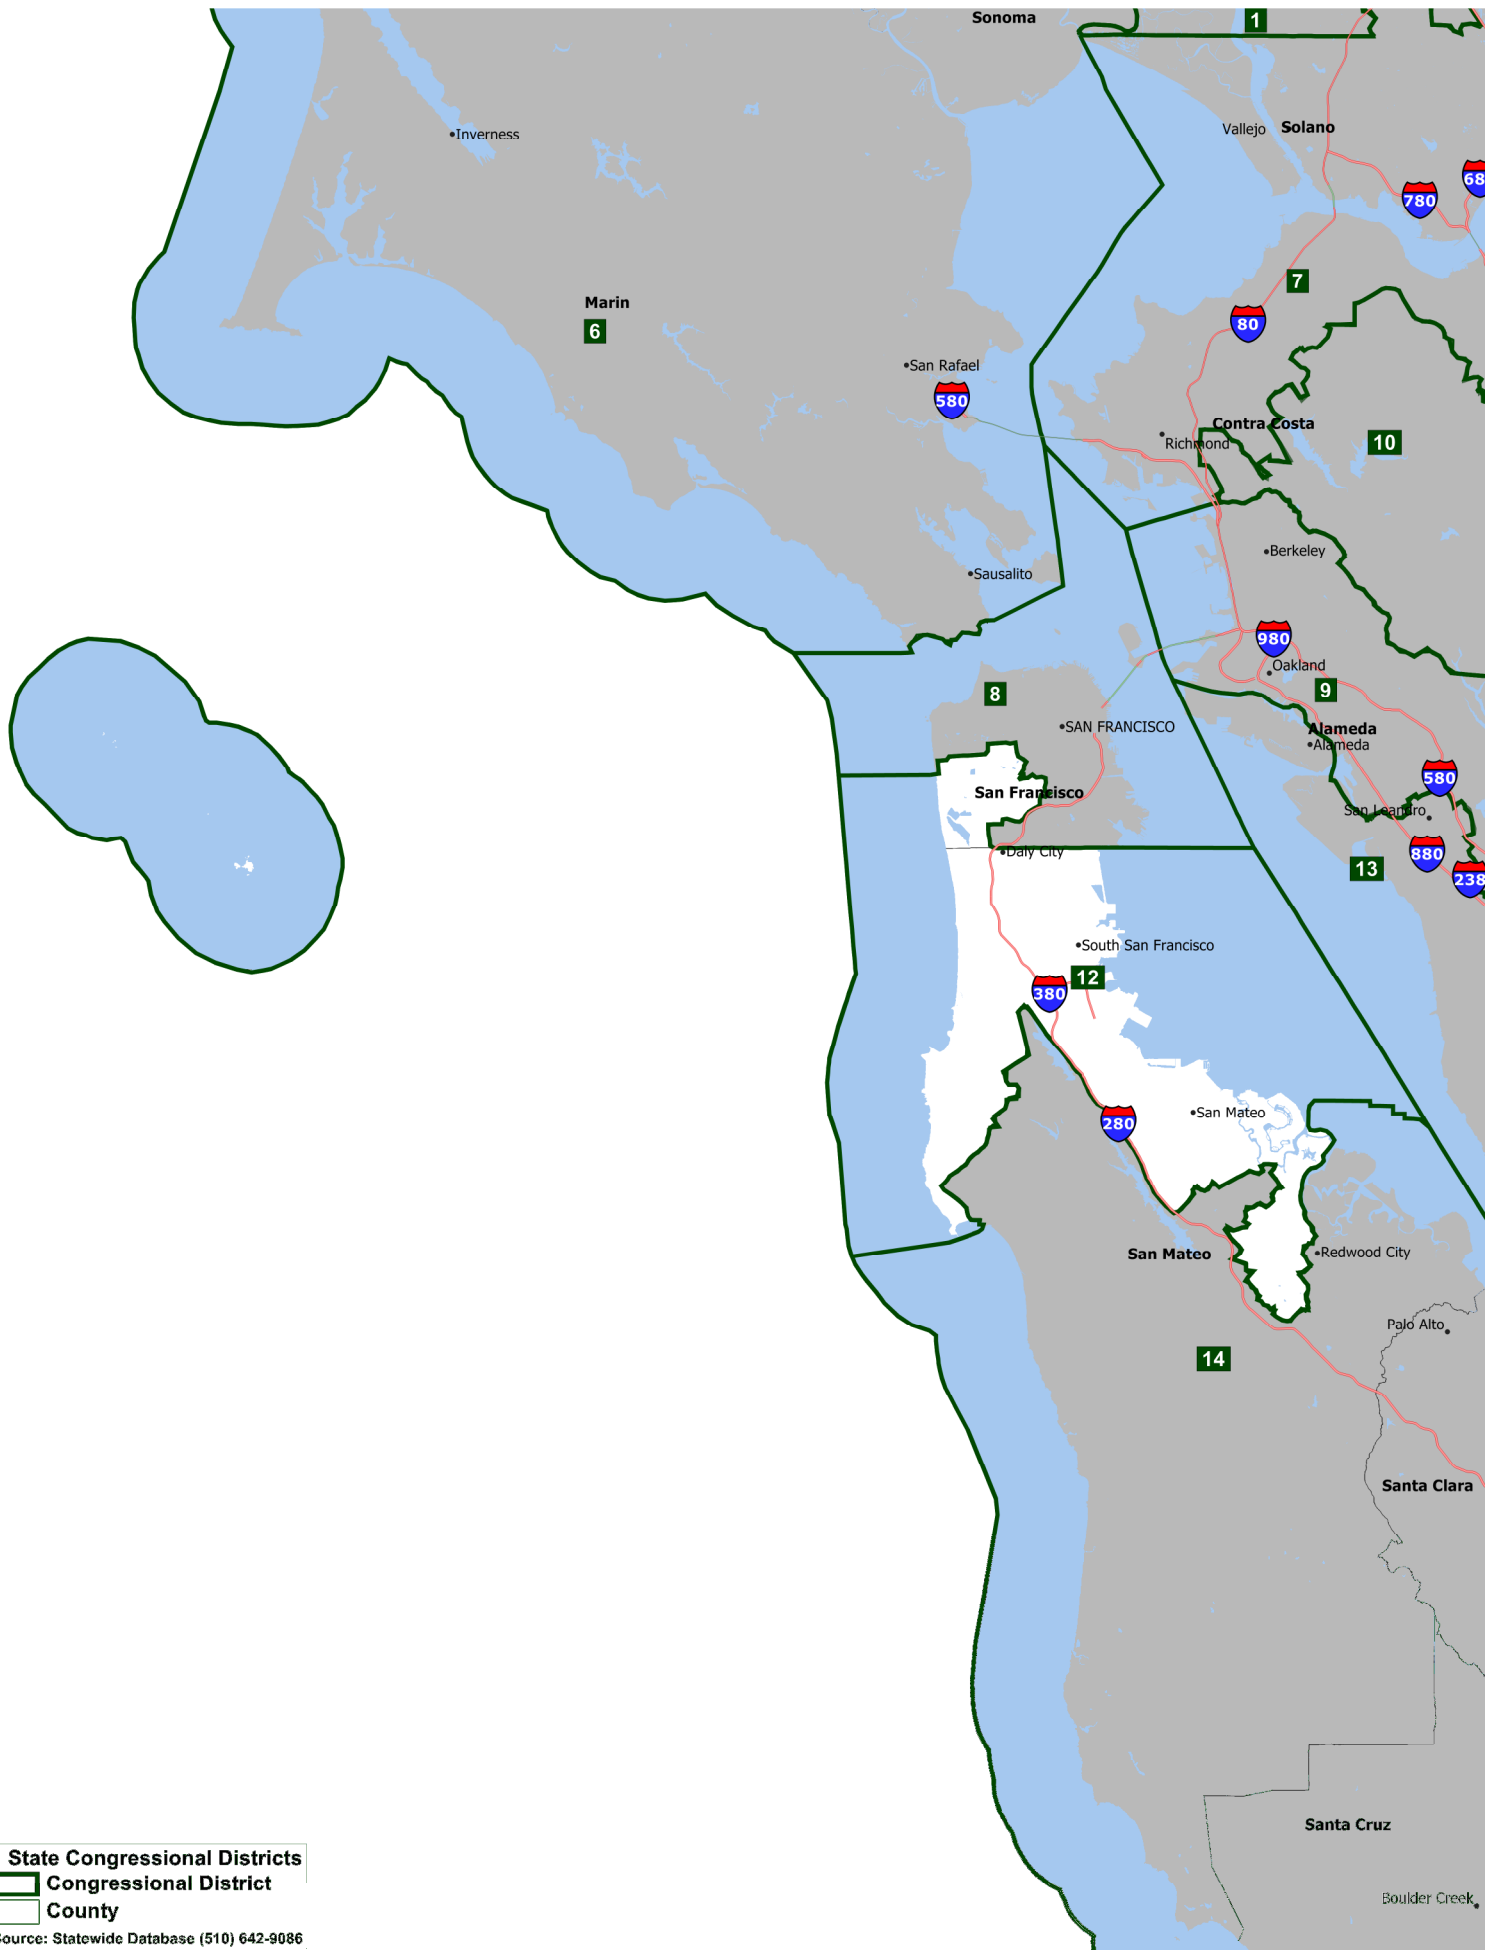 Sonoma
1
Inverness
Vallejo
Solano
780
68
7
Marin
6
80
San Rafael
580
Contra Costa
Richmond
10
Berkeley
Sausalito
980
Oakland
8
9
SAN FRANCISCO
Alameda
Alameda
580
San Francisco
San Leandro
Daly City
880
13
238
South San Francisco
12
380
San Mateo
280
San Mateo
Redwood City
Palo Alto
14
Santa Clara
Santa Cruz
State Congressional Districts
Congressional District
Boulder Creek
County
ource: Statewide Database (510) 642-9086